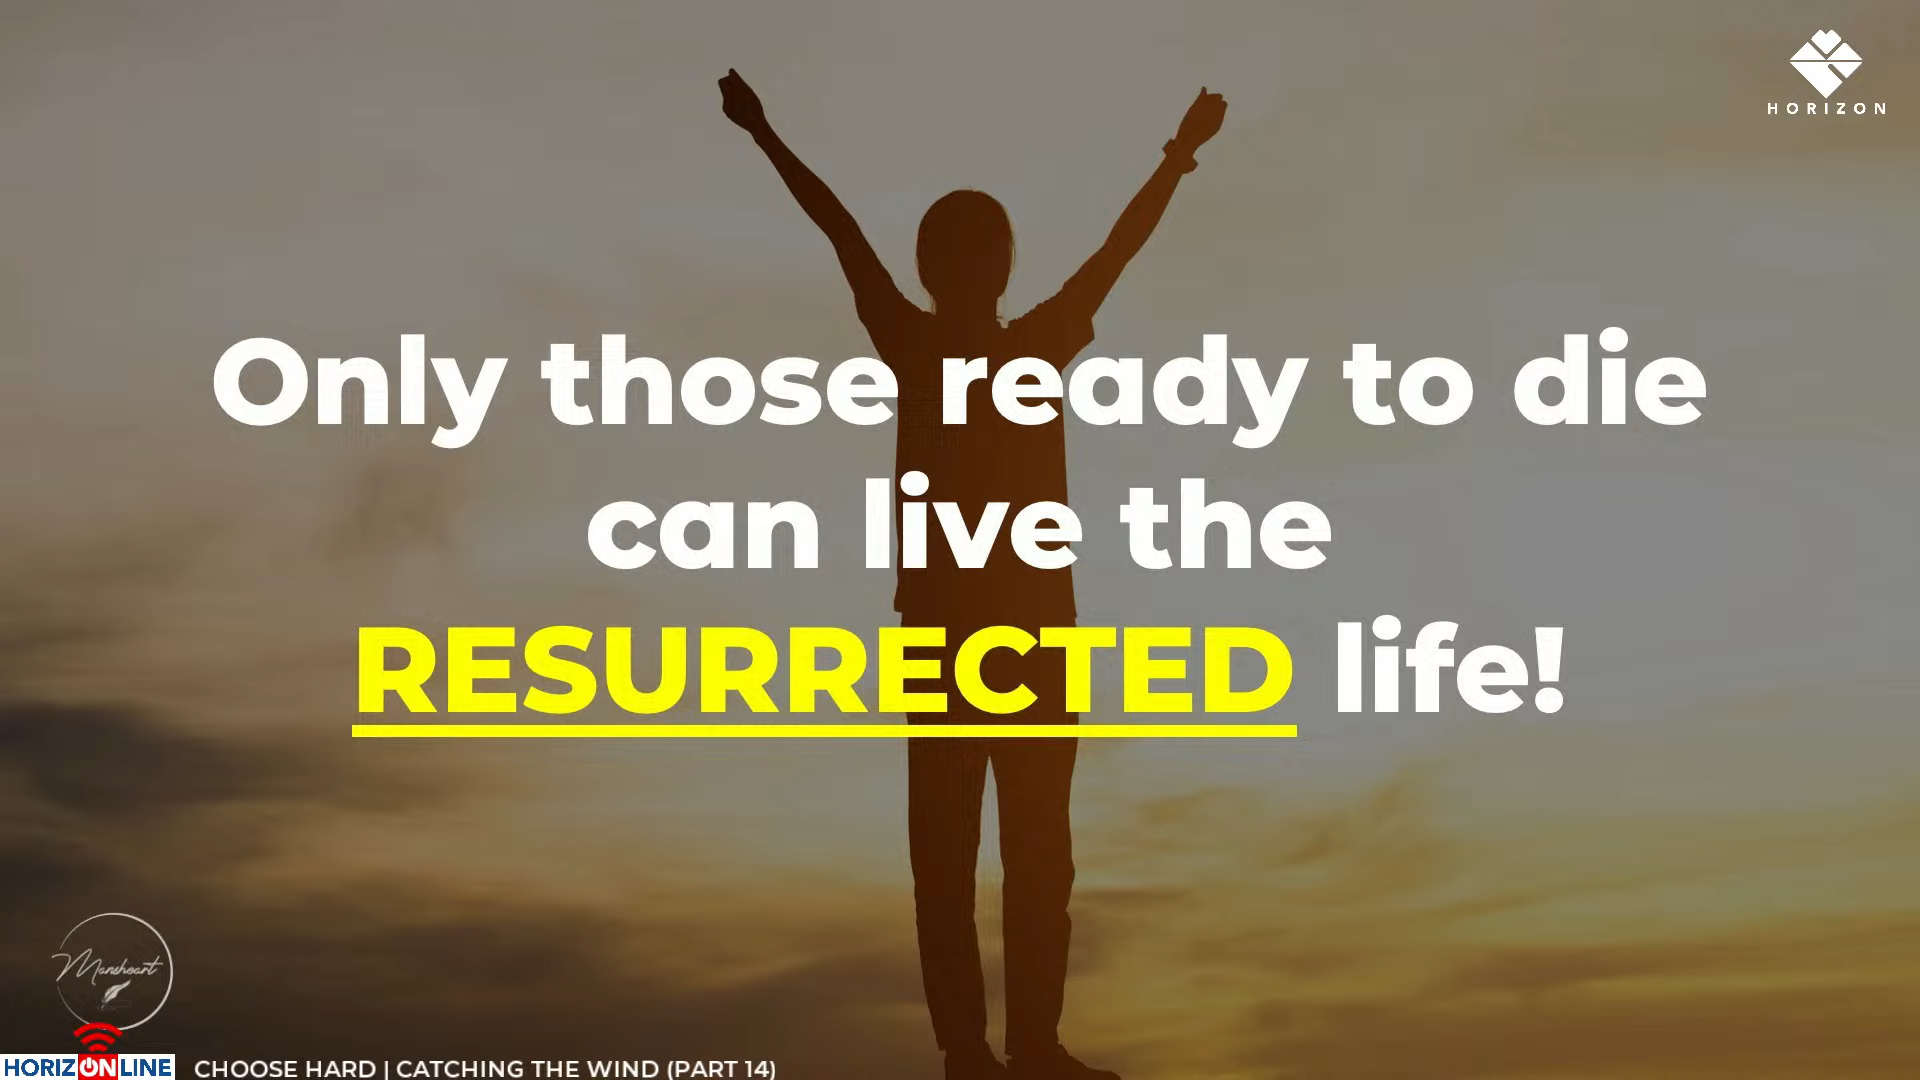 HORIZON
Only those ready to die
can live the
RESURRECTED life!
Mansheart
HORIZONLINE
CHOOSE HARD | CATCHING THE WIND (PART 14)